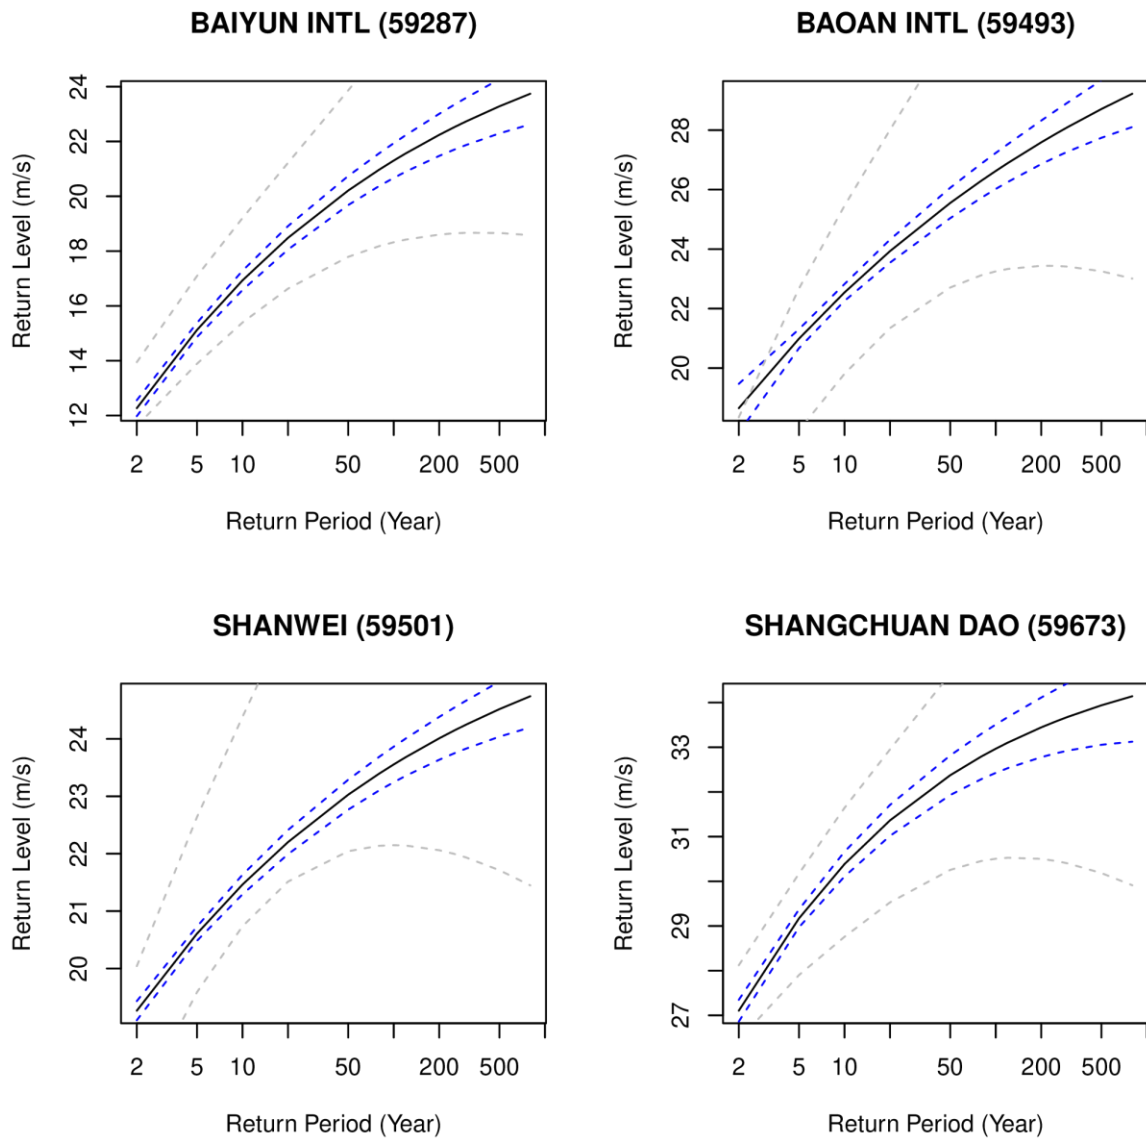 BAIYUN INTL (59287)
Return Level (m/s)
24
22
20
18
16
14
12
2 5 10 50 200 500
Return Period (Year)
BAOAN INTL (59493)
Return Level (m/s)
28
26
24
22
20
2 5 10 50 200 500
Return Period (Year)
SHANWEI (59501)
Return Level (m/s)
24
23
22
21
20
2 5 10 50 200 500
Return Period (Year)
SHANGCHUAN DAO (59673)
Return Level (m/s)
33
31
29
27
2 5 10 50 200 500
Return Period (Year)